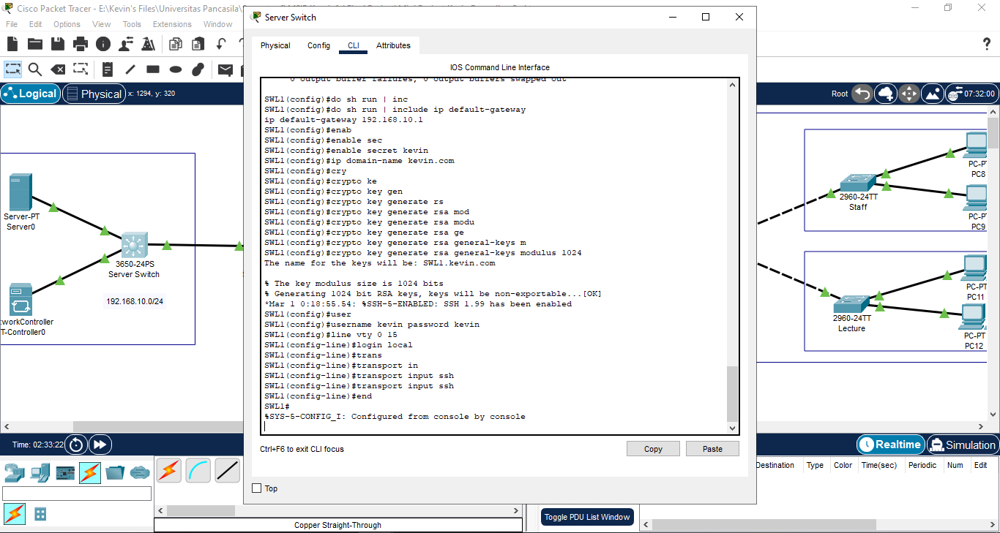 Cisco Packet Tracer - E:\Kevin's Files\Universitas Pancasila\
File Edit Options View Tools Extensions Window
Logical
Physical
x: 1294, y: 320
Root
07:32:00
Server Switch
Physical Config CLI Attributes
IOS Command Line Interface
0 output buffer failures, 0 output buffers swapped out
SWL1(config)#do sh run | inc
SWL1(config)#do sh run | include ip default-gateway
ip default-gateway 192.168.10.1
SWL1(config)#enab
SWL1(config)#enable sec
SWL1(config)#enable secret kevin
SWL1(config)#ip domain-name kevin.com
SWL1(config)#cry
SWL1(config)#crypto ke
SWL1(config)#crypto key gen
SWL1(config)#crypto key generate rs
SWL1(config)#crypto key generate rsa mod
SWL1(config)#crypto key generate rsa modu
SWL1(config)#crypto key generate rsa ge
SWL1(config)#crypto key generate rsa general-keys m
SWL1(config)#crypto key generate rsa general-keys modulus 1024
The name for the keys will be: SWL1.kevin.com
% The key modulus size is 1024 bits
% Generating 1024 bit RSA keys, keys will be non-exportable...[OK]
*Mar 1 0:18:55.54: %SSH-5-ENABLED: SSH 1.99 has been enabled
SWL1(config)#user
SWL1(config)#username kevin password kevin
SWL1(config)#line vty 0 15
SWL1(config-line)#login local
SWL1(config-line)#trans
SWL1(config-line)#transport in
SWL1(config-line)#transport input ssh
SWL1(config-line)#transport input ssh
SWL1(config-line)#end
SWL1#
%SYS-5-CONFIG_I: Configured from console by console
Ctrl+F6 to exit CLI focus
Copy
Paste
Top
Server-PT
Server0
3650-24PS
Server Switch
192.168.10.0/24
tworkController
T-Controller0
2960-24TT
Staff
PC-PT
PC8
PC-PT
PC9
2960-24TT
Lecture
PC-PT
PC11
PC-PT
PC12
Time: 02:33:22
Realtime
Simulation
Destination Type Color Time(sec) Periodic Num Edit
Toggle PDU List Window
Copper Straight-Through